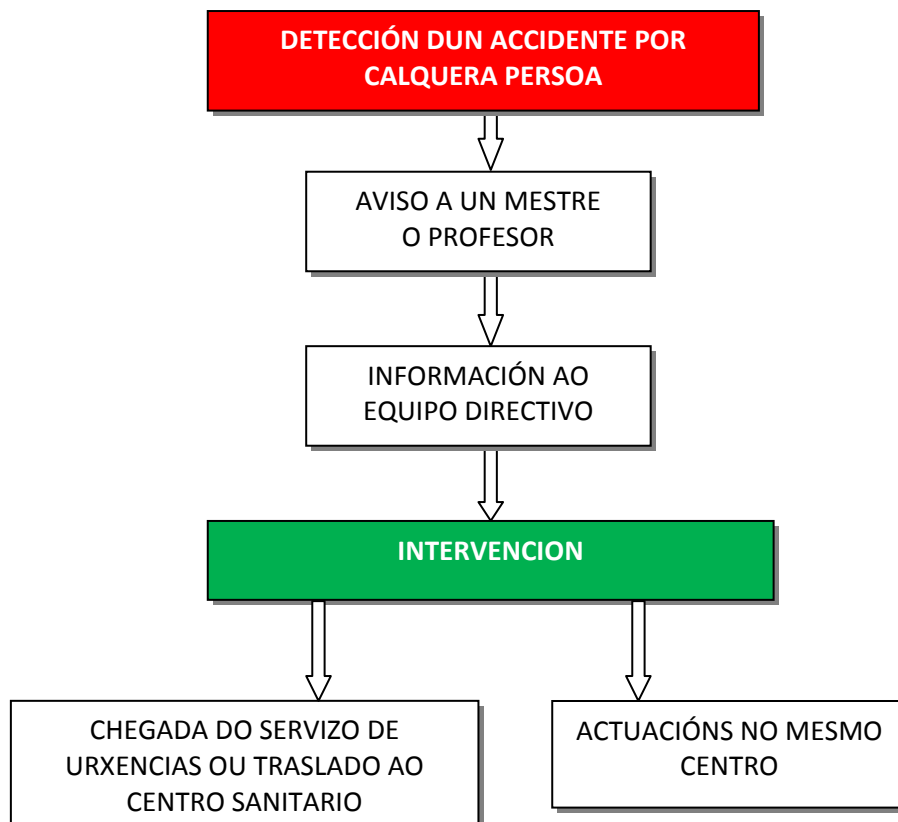 DETECCIÓN DUN ACCIDENTE POR
CALQUERA PERSOA
AVISO A UN MESTRE
O PROFESOR
INFORMACIÓN AO
EQUIPO DIRECTIVO
INTERVENCION
CHEGADA DO SERVIZO DE
URXENCIAS OU TRASLADO AO
CENTRO SANITARIO
ACTUACIÓNS NO MESMO
CENTRO